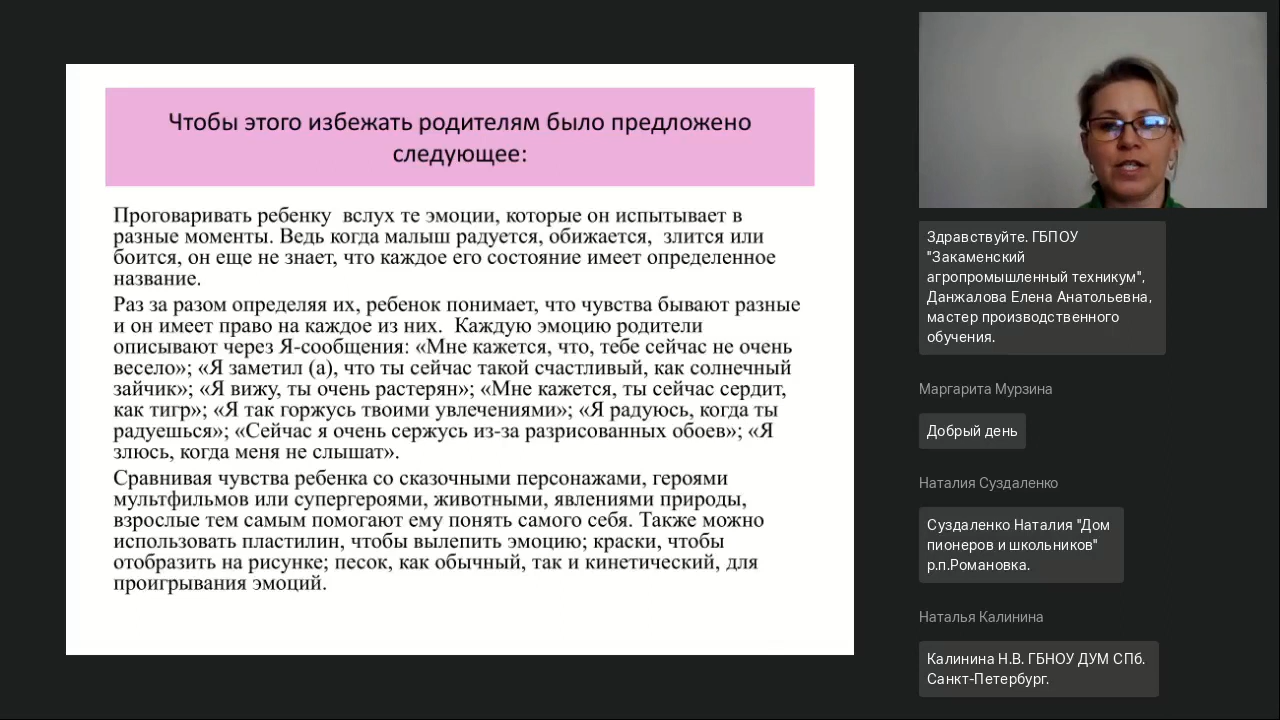 Чтобы этого избежать родителям было предложено
следующее:
Проговаривать ребенку  вслух те эмоции, которые он испытывает в
разные моменты. Ведь когда малыш радуется, обижается,  злится или
боится, он еще не знает, что каждое его состояние имеет определенное
название.
Раз за разом определяя их, ребенок понимает, что чувства бывают разные
и он имеет право на каждое из них.  Каждую эмоцию родители
описывают через Я-сообщения: «Мне кажется, что, тебе сейчас не очень
весело»; «Я заметил (а), что ты сейчас такой счастливый, как солнечный
зайчик»; «Я вижу, ты очень растерян»; «Мне кажется, ты сейчас сердит,
как тигр»; «Я так горжусь твоими увлечениями»; «Я радуюсь, когда ты
радуешься»; «Сейчас я очень сержусь из-за разрисованных обоев»; «Я
злюсь, когда меня не слышат».
Сравнивая чувства ребенка со сказочными персонажами, героями
мультфильмов или супергероями, животными, явлениями природы,
взрослые тем самым помогают ему понять самого себя. Также можно
использовать пластилин, чтобы вылепить эмоцию; краски, чтобы
отобразить на рисунке; песок, как обычный, так и кинетический, для
проигрывания эмоций.
Здравствуйте. ГБПОУ
"Закаменский
агропромышленный техникум",
Данжалова Елена Анатольевна,
мастер производственного
обучения.
Маргарита Мурзина
Добрый день
Наталия Суздаленко
Суздаленко Наталия "Дом
пионеров и школьников"
р.п.Романовка.
Наталья Калинина
Калинина Н.В. ГБНОУ ДУМ СПб.
Санкт-Петербург.